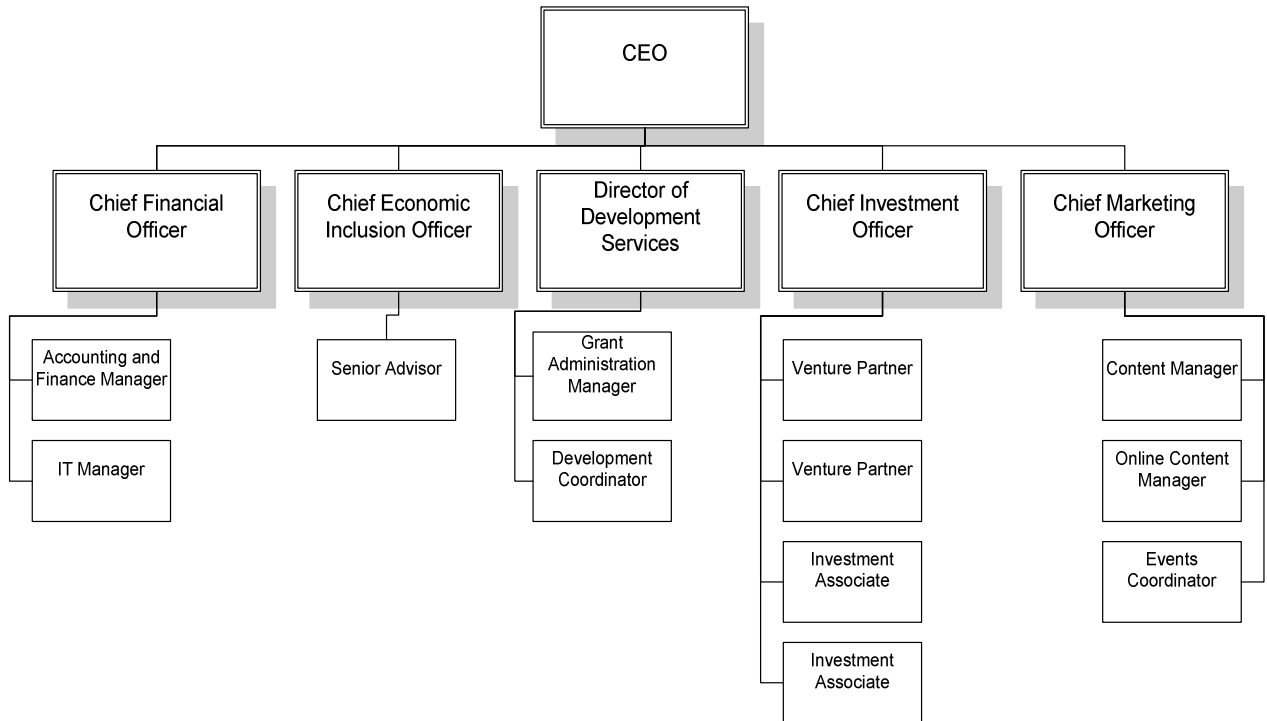 CEO
Chief Financial
Officer
Chief Economic
Inclusion Officer
Director of
Development
Services
Chief Investment
Officer
Chief Marketing
Officer
Accounting and
Finance Manager
IT Manager
Senior Advisor
Grant
Administration
Manager
Development
Coordinator
Venture Partner
Venture Partner
Investment
Associate
Investment
Associate
Content Manager
Online Content
Manager
Events
Coordinator